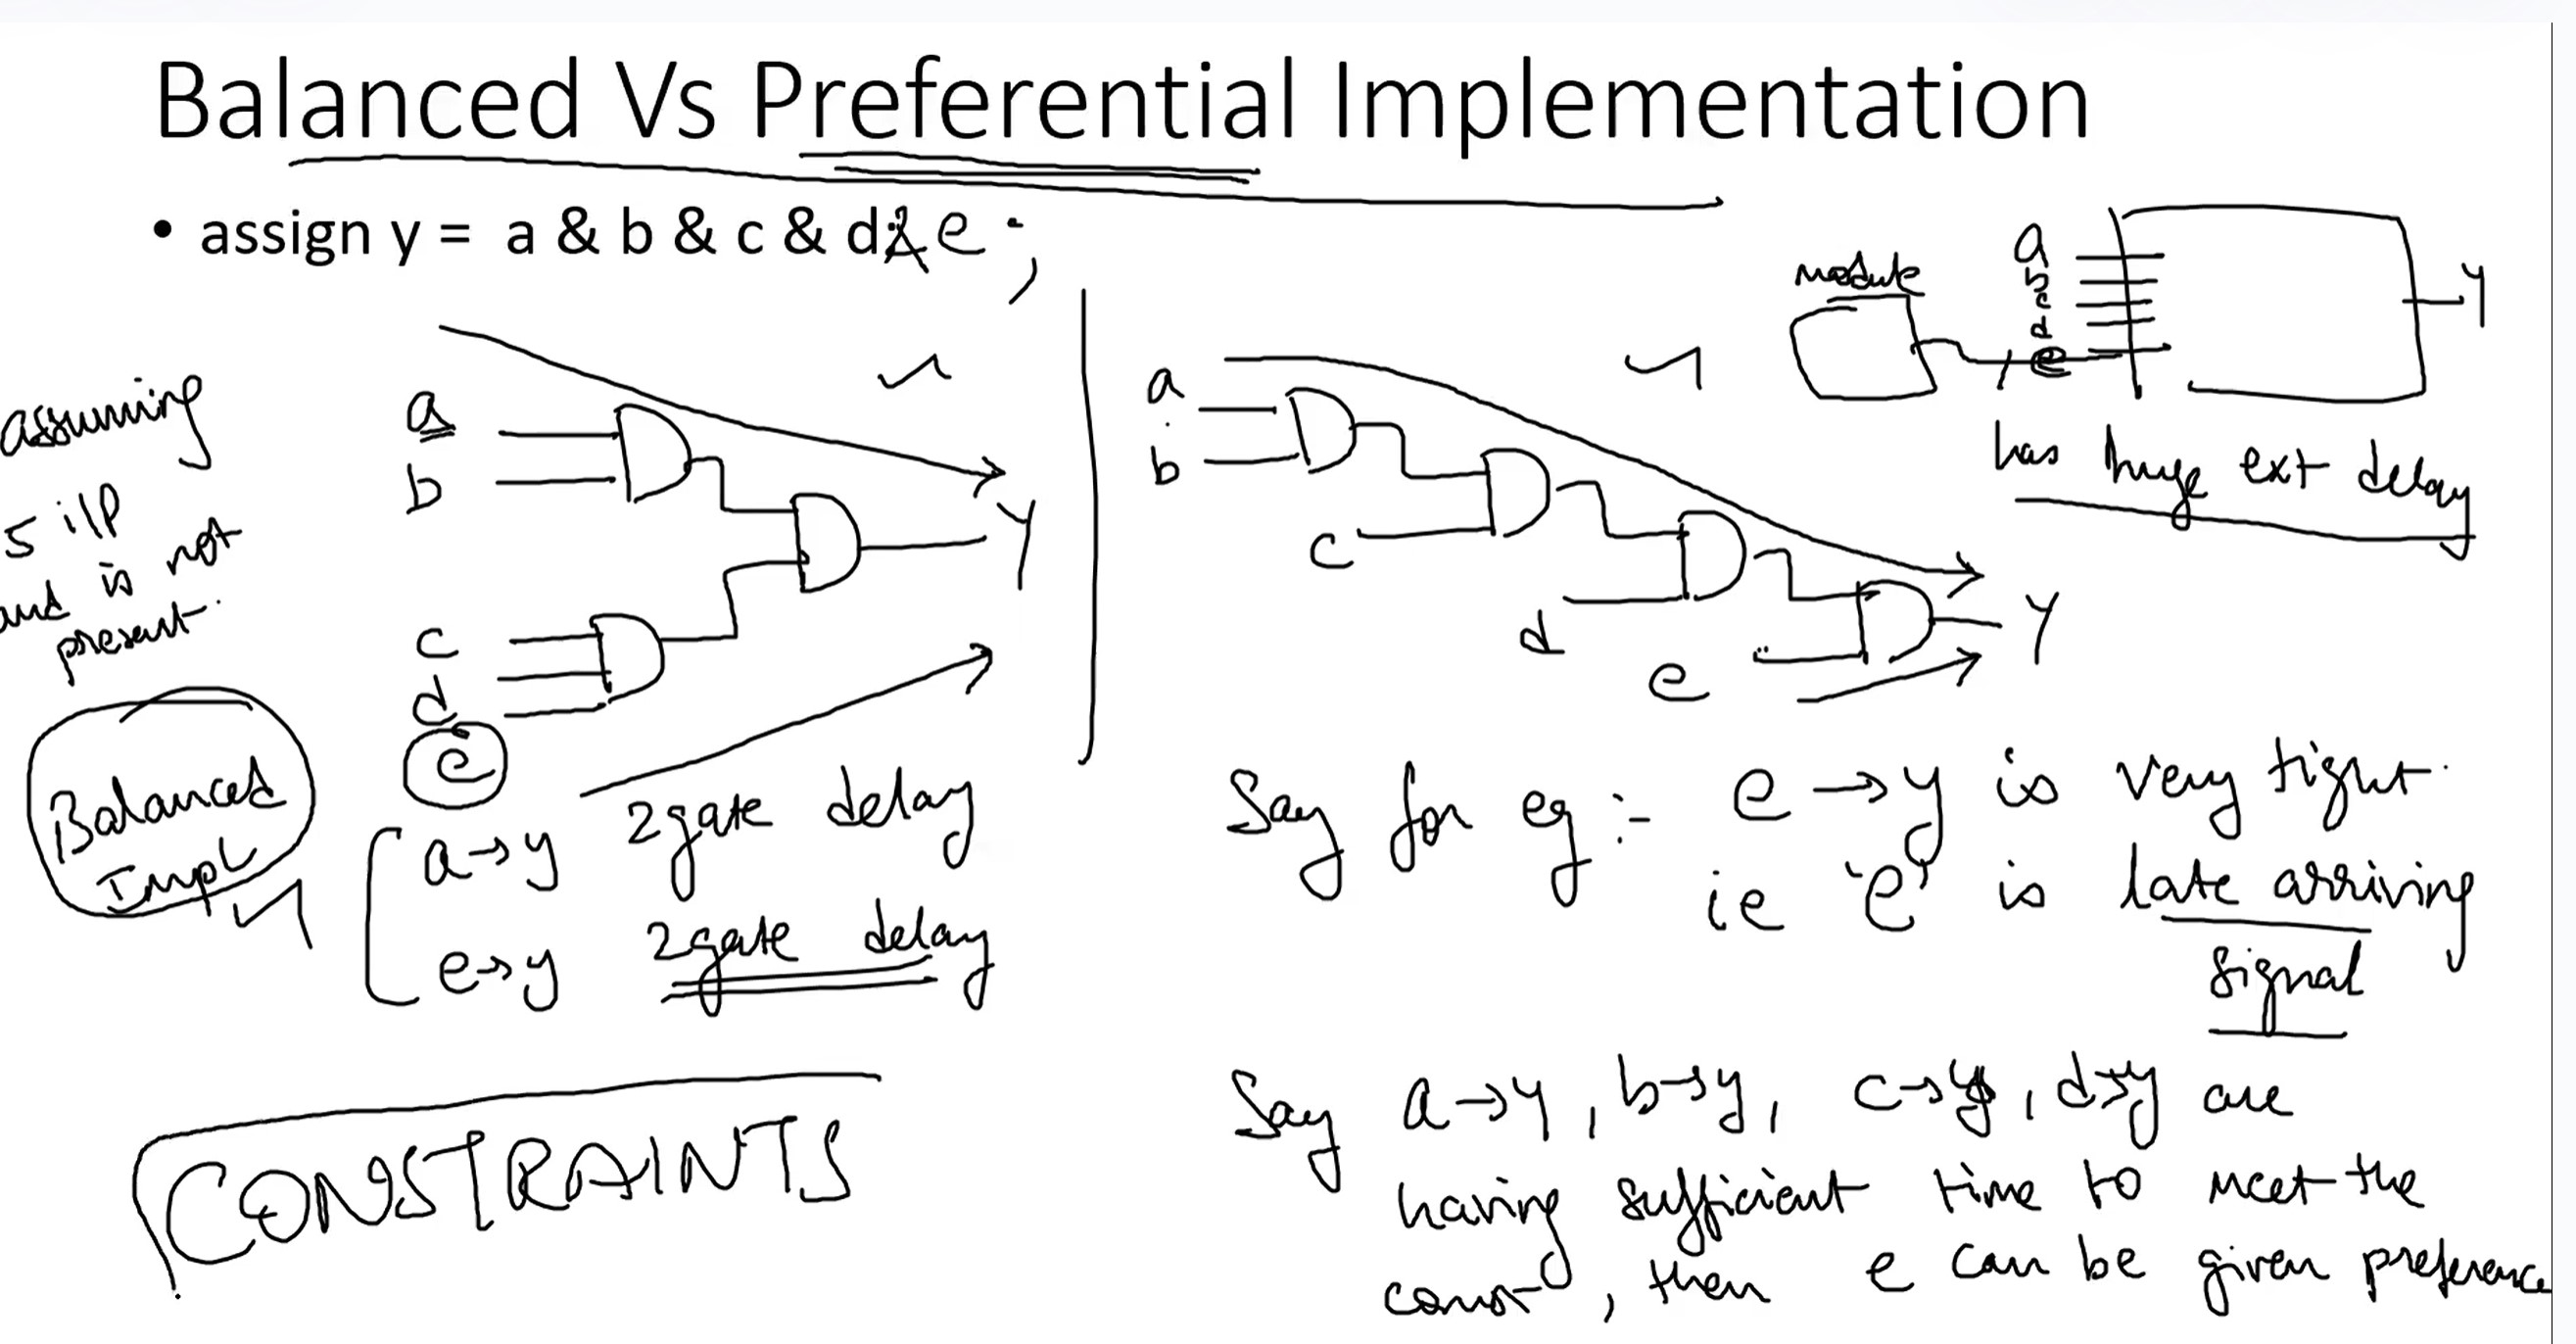 Balanced Vs Preferential Implementation
• assign y = a & b & c & d & e ;
module
a
b
c
d
e
y
has huge ext delay
assuming
5 i/p
and is not
present.
a
b
c
d
e
Y
a
b
c
d
e
Y
Balanced
Impl
a → y 2 gate delay
e → y 2 gate delay
CONSTRAINTS
Say for eg :- e → y is very tight.
ie 'e' is late arriving
signal
Say a → y, b → y, c → y, d → y are
having sufficient time to meet the
const, then e can be given preference